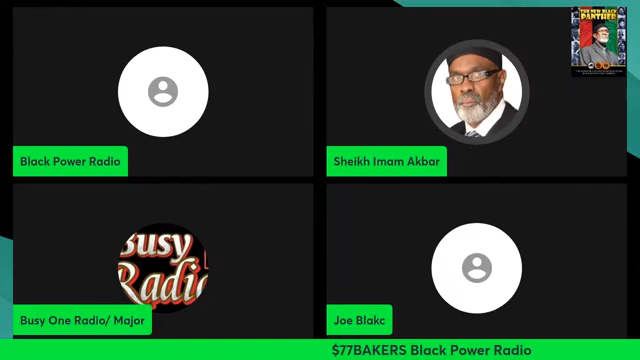 THE NEW BLACK
PANTHER
Black Power Radio
Sheikh Imam Akbar
Busy
Radio
Busy One Radio/ Major
Joe Blakc
$77BAKERS Black Power Radio